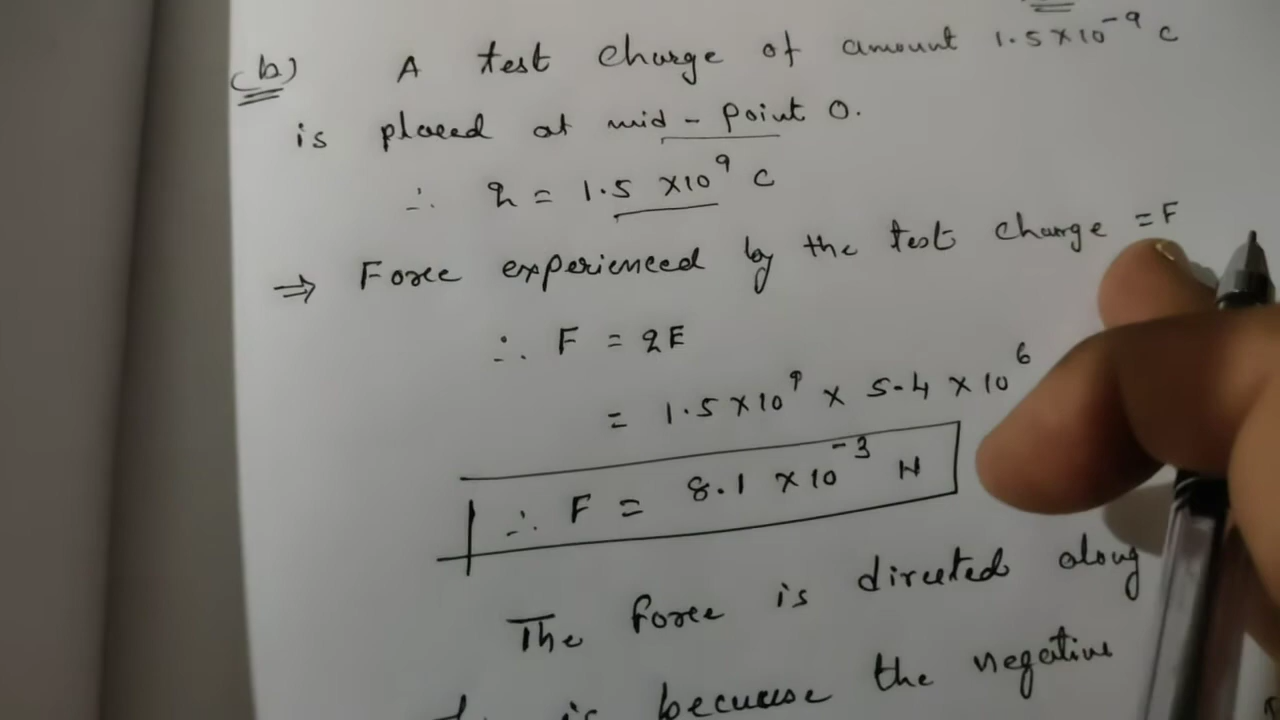 (b) A test charge of amount 1.5×10⁻⁹ C
is placed at mid-point O.
∴ q = 1.5 ×10⁹ C
⇒ Force experienced by the test charge = F
∴ F = qE
= 1.5×10⁹ × 5.4 ×10⁶
∴ F = 8.1 ×10⁻³ N
The force is directed along
is because the negative